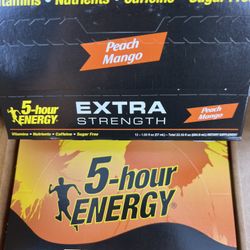 Vitamins • Nutrients • Caffeine • Sugar Free
Peach
Mango
5-hour
ENERGY
EXTRA
STRENGTH
Peach
Mango
Vitamins • Nutrients • Caffeine • Sugar Free
5-hour
ENERGY